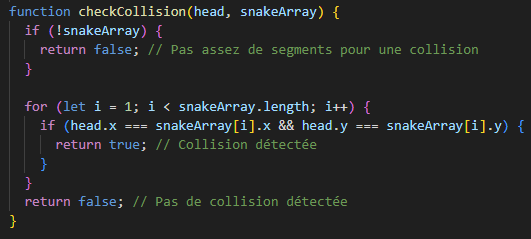 function checkCollision(head, snakeArray) {
  if (!snakeArray) {
    return false; // Pas assez de segments pour une collision
  }

  for (let i = 1; i < snakeArray.length; i++) {
    if (head.x === snakeArray[i].x && head.y === snakeArray[i].y) {
      return true; // Collision détectée
    }
  }
  return false; // Pas de collision détectée
}